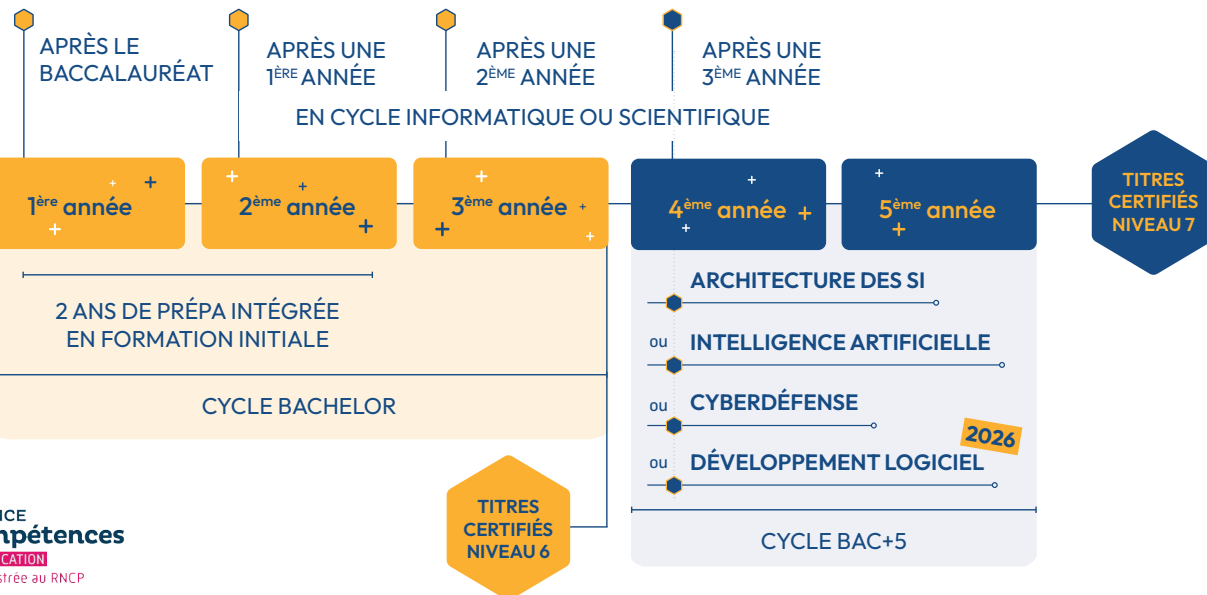 APRÈS LE
BACCALAURÉAT
APRÈS UNE
1ÈRE ANNÉE
APRÈS UNE
2ÈME ANNÉE
APRÈS UNE
3ÈME ANNÉE
EN CYCLE INFORMATIQUE OU SCIENTIFIQUE
1ère année
2ème année
3ème année
4ème année
5ème année
TITRES
CERTIFIÉS
NIVEAU 7
2 ANS DE PRÉPA INTÉGRÉE
EN FORMATION INITIALE
CYCLE BACHELOR
TITRES
CERTIFIÉS
NIVEAU 6
ARCHITECTURE DES SI
ou INTELLIGENCE ARTIFICIELLE
ou CYBERDÉFENSE
2026
ou DÉVELOPPEMENT LOGICIEL
CYCLE BAC+5
au RNCP